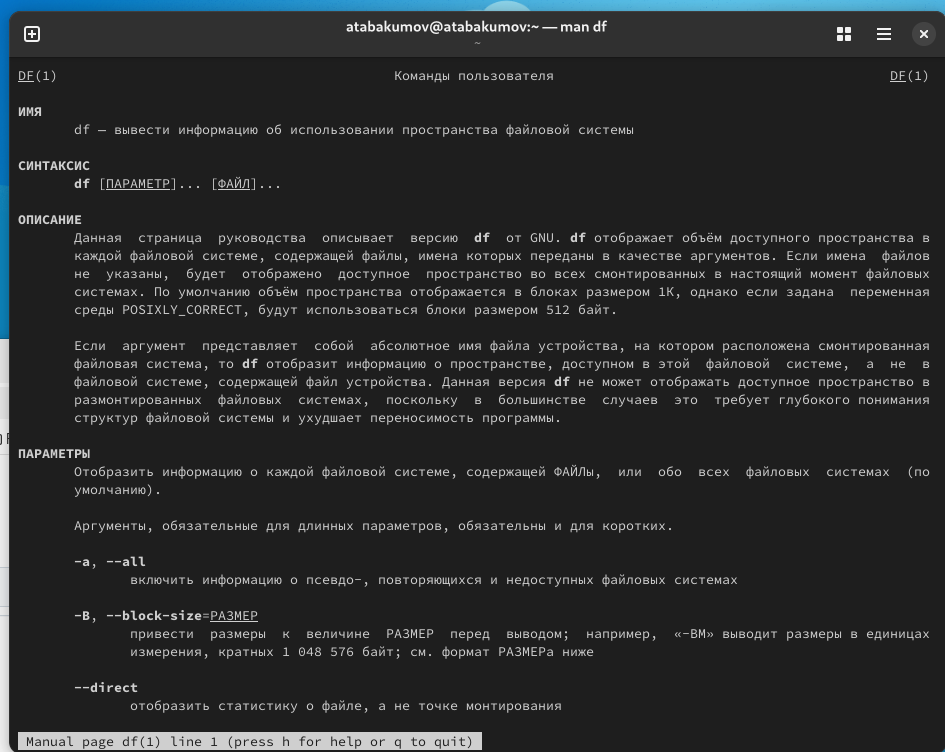 atabakumov@atabakumov:~ — man df
~
DF(1) Команды пользователя DF(1)
ИМЯ
df — вывести информацию об использовании пространства файловой системы
СИНТАКСИС
df [ПАРАМЕТР]... [ФАЙЛ]...
ОПИСАНИЕ
Данная страница руководства описывает версию df от GNU. df отображает объём доступного пространства в
каждой файловой системе, содержащей файлы, имена которых переданы в качестве аргументов. Если имена файлов
не указаны, будет отображено доступное пространство во всех смонтированных в настоящий момент файловых
системах. По умолчанию объём пространства отображается в блоках размером 1K, однако если задана переменная
среды POSIXLY_CORRECT, будут использоваться блоки размером 512 байт.
Если аргумент представляет собой абсолютное имя файла устройства, на котором расположена смонтированная
файловая система, то df отобразит информацию о пространстве, доступном в этой файловой системе, а не в
файловой системе, содержащей файл устройства. Данная версия df не может отображать доступное пространство в
размонтированных файловых системах, поскольку в большинстве случаев это требует глубокого понимания
структур файловой системы и ухудшает переносимость программы.
ПАРАМЕТРЫ
Отобразить информацию о каждой файловой системе, содержащей ФАЙЛы, или обо всех файловых системах (по
умолчанию).
Аргументы, обязательные для длинных параметров, обязательны и для коротких.
-a, --all
включить информацию о псевдо-, повторяющихся и недоступных файловых системах
-B, --block-size=РАЗМЕР
привести размеры к величине РАЗМЕР перед выводом; например, «-BM» выводит размеры в единицах
измерения, кратных 1 048 576 байт; см. формат РАЗМЕРа ниже
--direct
отобразить статистику о файле, а не точке монтирования
Manual page df(1) line 1 (press h for help or q to quit)